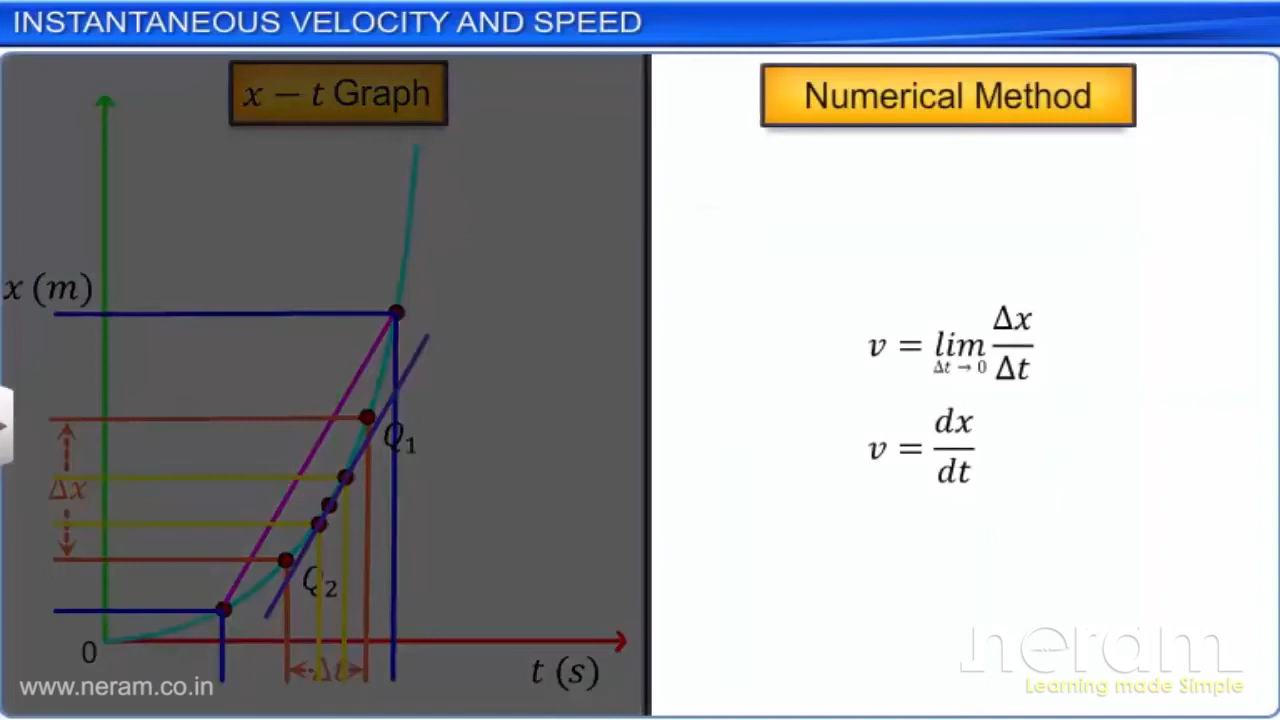 INSTANTANEOUS VELOCITY AND SPEED
x − t Graph
x (m)
Q₁
Δx
Q₂
0
Δt
t (s)
www.neram.co.in
Numerical Method
v = lim Δx/Δt
Δt → 0
v = dx/dt
neram
Learning made Simple